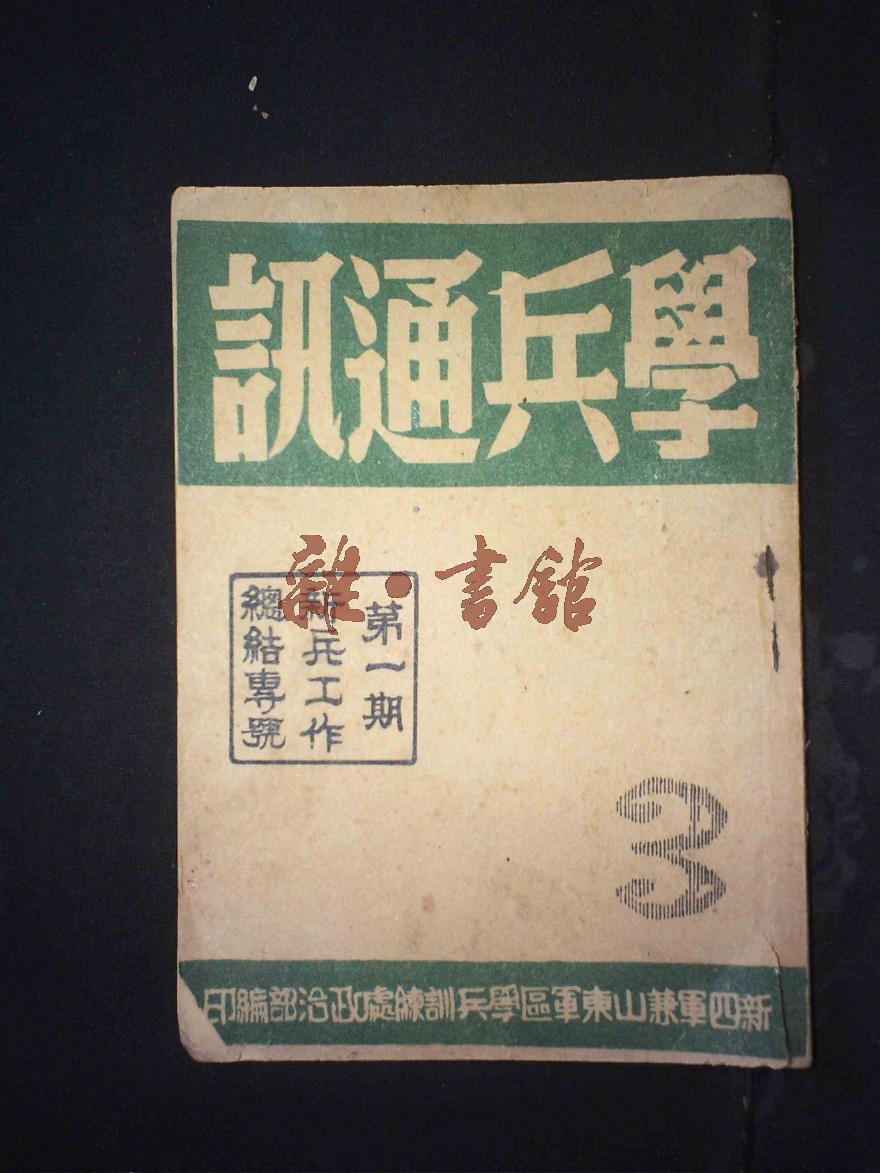 學兵通訊
雜·書館
第一期
新兵工作
總結專號
3
新四軍兼山東軍區學兵訓練處政治部編印